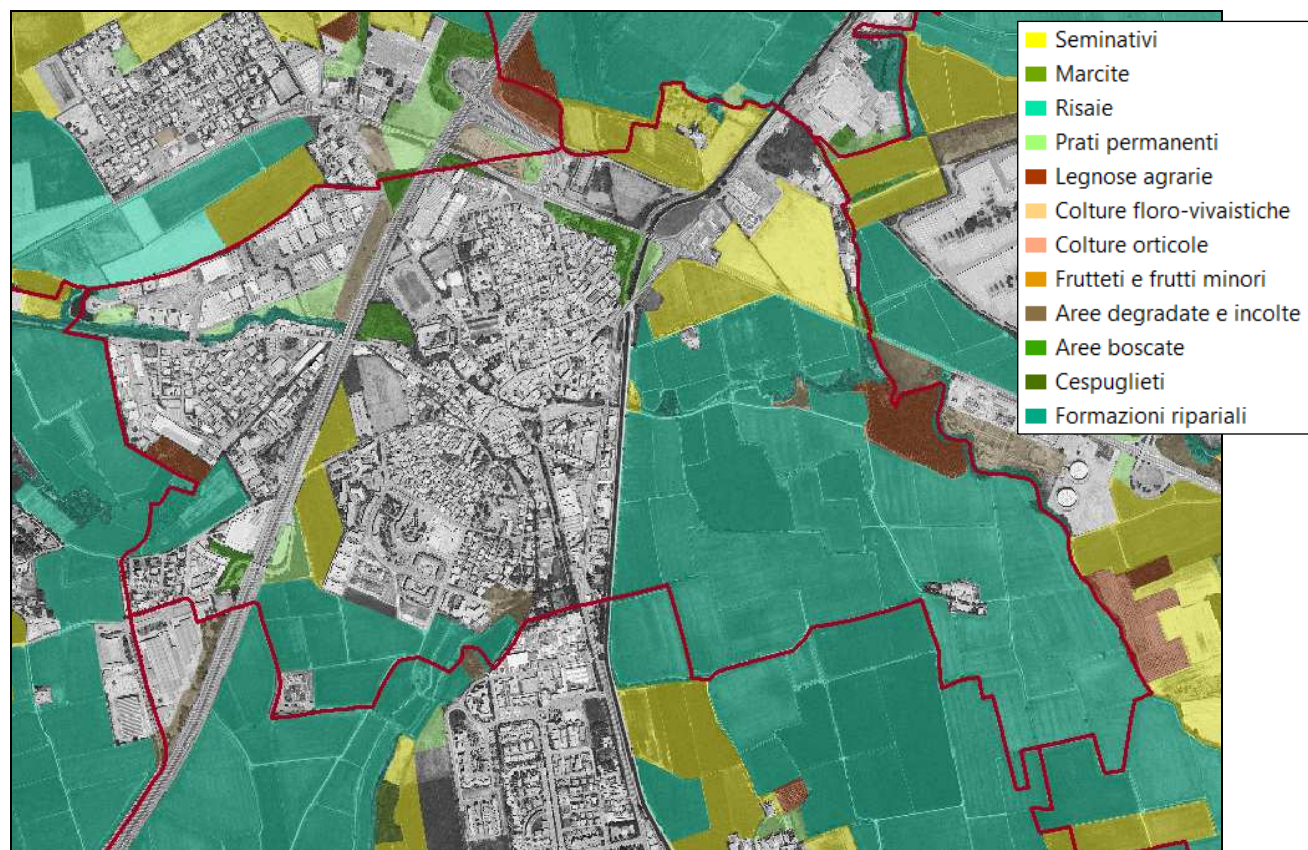 Seminativi
Marcite
Risaie
Prati permanenti
Legnose agrarie
Colture floro-vivaistiche
Colture orticole
Frutteti e frutti minori
Aree degradate e incolte
Aree boscate
Cespuglieti
Formazioni ripariali